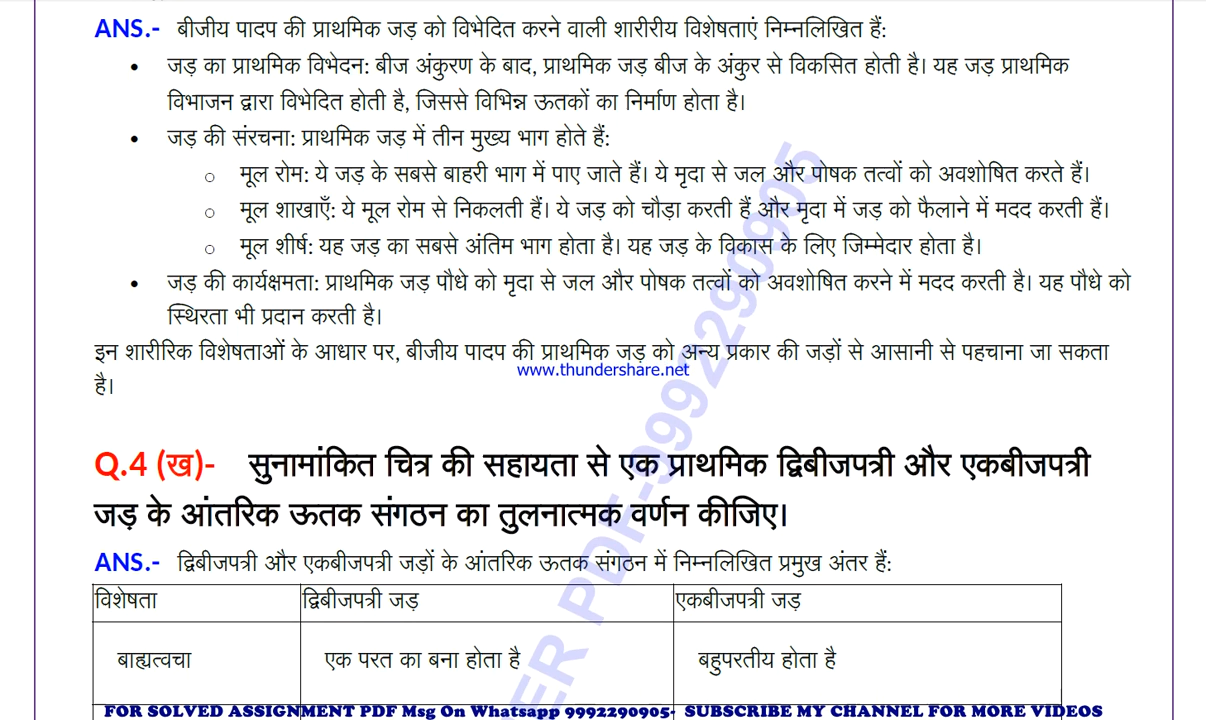 ANS.- बीजीय पादप की प्राथमिक जड़ को विभेदित करने वाली शारीरीय विशेषताएं निम्नलिखित हैं:
• जड़ का प्राथमिक विभेदन: बीज अंकुरण के बाद, प्राथमिक जड़ बीज के अंकुर से विकसित होती है। यह जड़ प्राथमिक
विभाजन द्वारा विभेदित होती है, जिससे विभिन्न ऊतकों का निर्माण होता है।
• जड़ की संरचना: प्राथमिक जड़ में तीन मुख्य भाग होते हैं:
○ मूल रोम: ये जड़ के सबसे बाहरी भाग में पाए जाते हैं। ये मृदा से जल और पोषक तत्वों को अवशोषित करते हैं।
○ मूल शाखाएँ: ये मूल रोम से निकलती हैं। ये जड़ को चौड़ा करती हैं और मृदा में जड़ को फैलाने में मदद करती हैं।
○ मूल शीर्ष: यह जड़ का सबसे अंतिम भाग होता है। यह जड़ के विकास के लिए जिम्मेदार होता है।
• जड़ की कार्यक्षमता: प्राथमिक जड़ पौधे को मृदा से जल और पोषक तत्वों को अवशोषित करने में मदद करती है। यह पौधे को
स्थिरता भी प्रदान करती है।
इन शारीरिक विशेषताओं के आधार पर, बीजीय पादप की प्राथमिक जड़ को अन्य प्रकार की जड़ों से आसानी से पहचाना जा सकता
www.thundershare.net
है।
Q.4 (ख)- सुनामांकित चित्र की सहायता से एक प्राथमिक द्विबीजपत्री और एकबीजपत्री
जड़ के आंतरिक ऊतक संगठन का तुलनात्मक वर्णन कीजिए।
ANS.- द्विबीजपत्री और एकबीजपत्री जड़ों के आंतरिक ऊतक संगठन में निम्नलिखित प्रमुख अंतर हैं:
विशेषता द्विबीजपत्री जड़ एकबीजपत्री जड़
बाह्यत्वचा एक परत का बना होता है बहुपरतीय होता है
FOR SOLVED ASSIGNMENT PDF Msg On Whatsapp 9992290905- SUBSCRIBE MY CHANNEL FOR MORE VIDEOS
PDF-9992290905